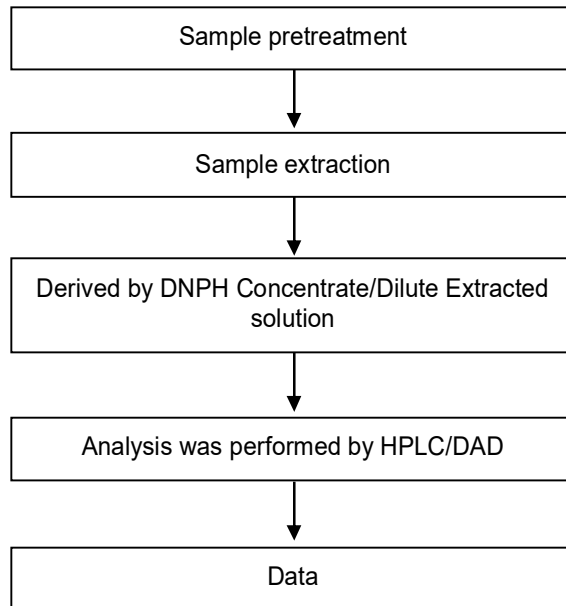 Sample pretreatment
Sample extraction
Derived by DNPH Concentrate/Dilute Extracted
solution
Analysis was performed by HPLC/DAD
Data